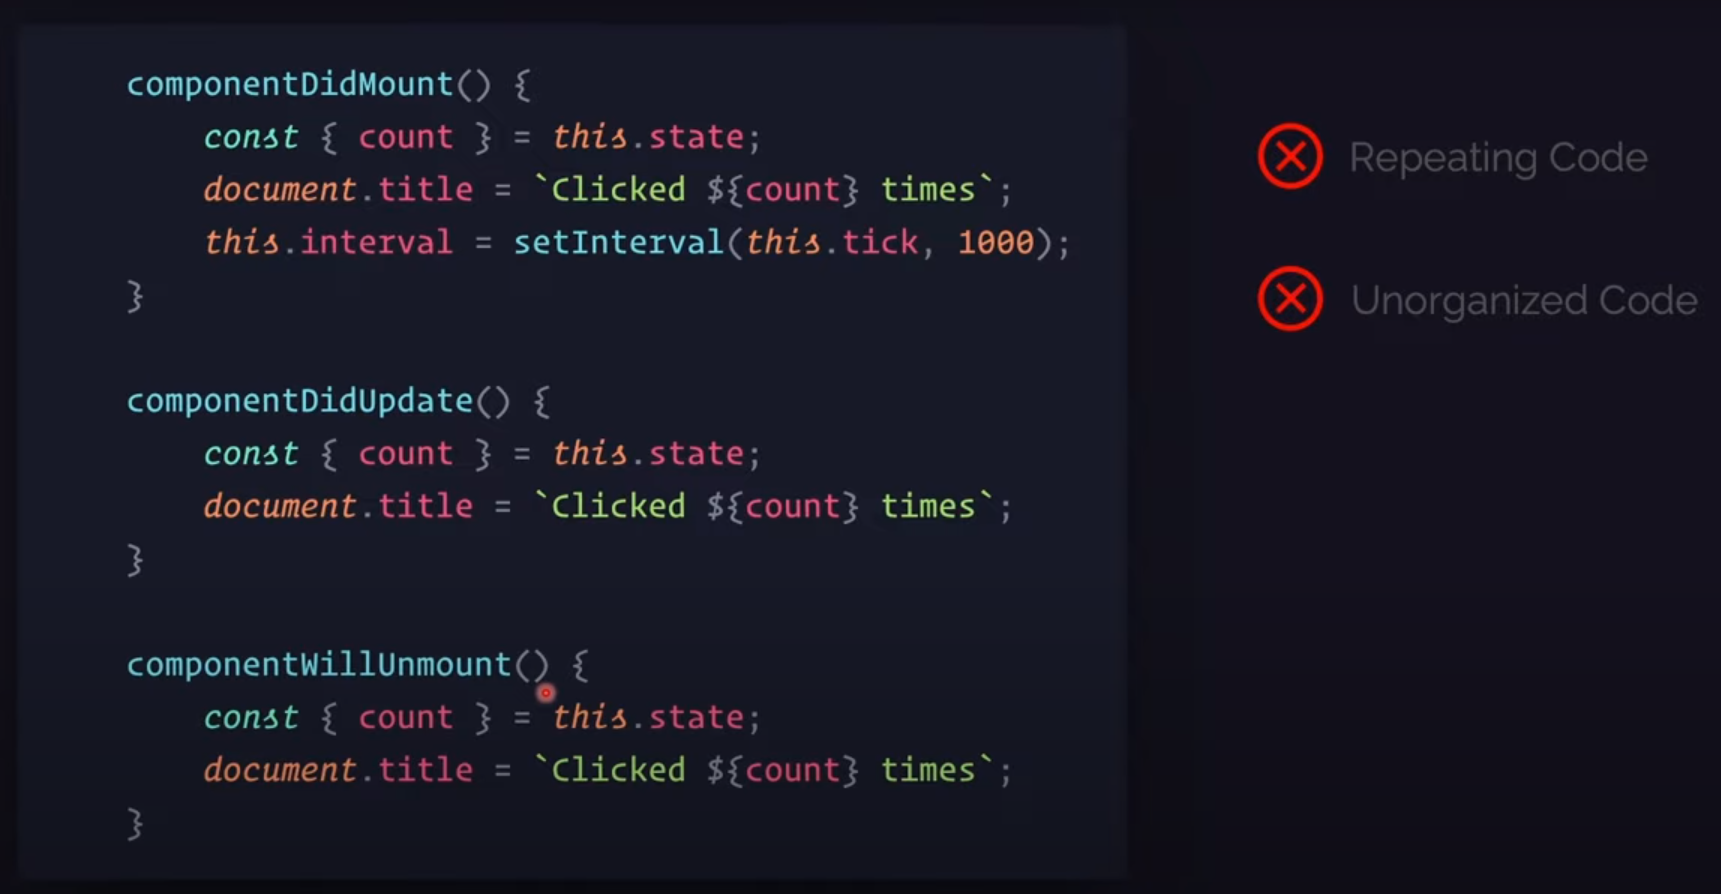 componentDidMount() {
const { count } = this.state;
document.title = `Clicked ${count} times`;
this.interval = setInterval(this.tick, 1000);
}
componentDidUpdate() {
const { count } = this.state;
document.title = `Clicked ${count} times`;
}
componentWillUnmount() {
const { count } = this.state;
document.title = `Clicked ${count} times`;
}
Repeating Code
Unorganized Code